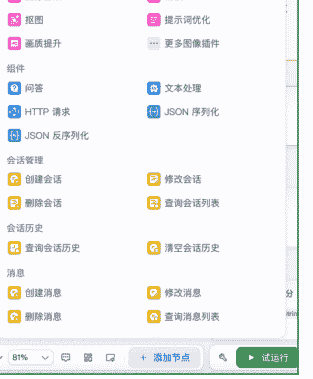 抠图 提示词优化
画质提升 更多图像插件
组件
问答 文本处理
HTTP 请求 JSON 序列化
JSON 反序列化
会话管理
创建会话 修改会话
删除会话 查询会话列表
会话历史
查询会话历史 清空会话历史
消息
创建消息 修改消息
删除消息 查询消息列表
分
81% + 添加节点 试运行